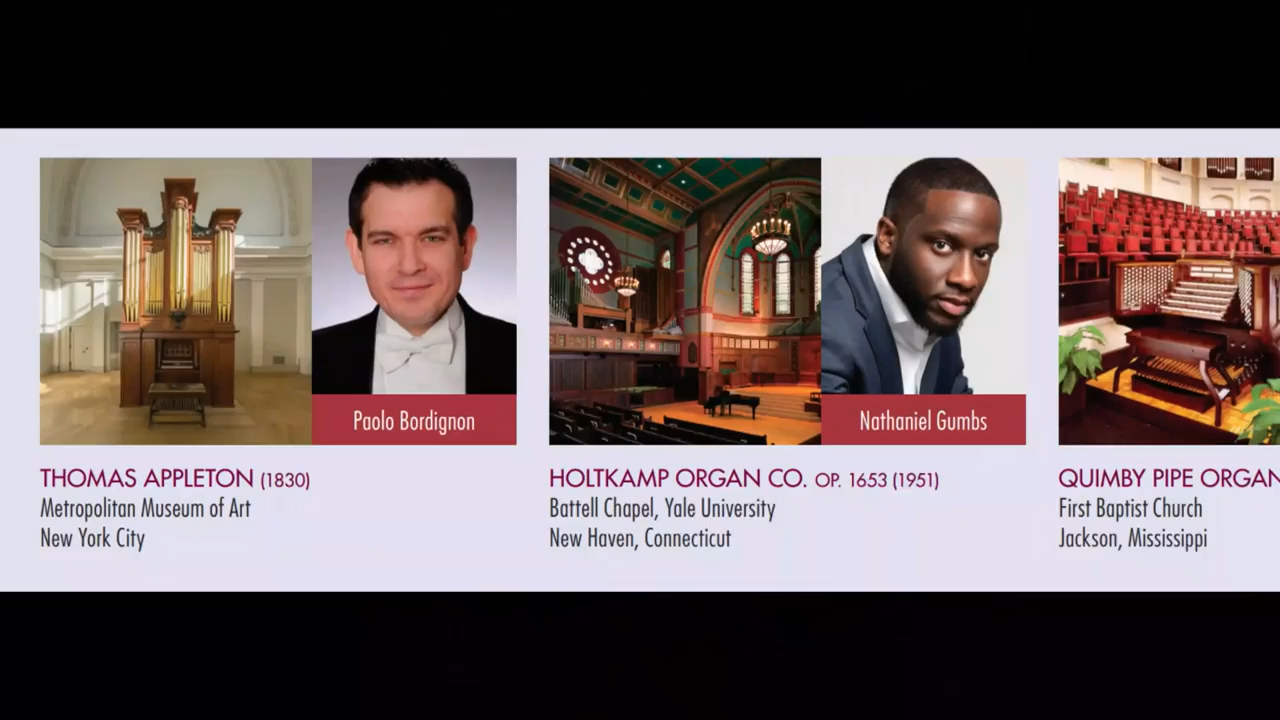 Paolo Bordignon
THOMAS APPLETON (1830)
Metropolitan Museum of Art
New York City
Nathaniel Gumbs
HOLTKAMP ORGAN CO. OP. 1653 (1951)
Battell Chapel, Yale University
New Haven, Connecticut
QUIMBY PIPE ORGAN
First Baptist Church
Jackson, Mississippi